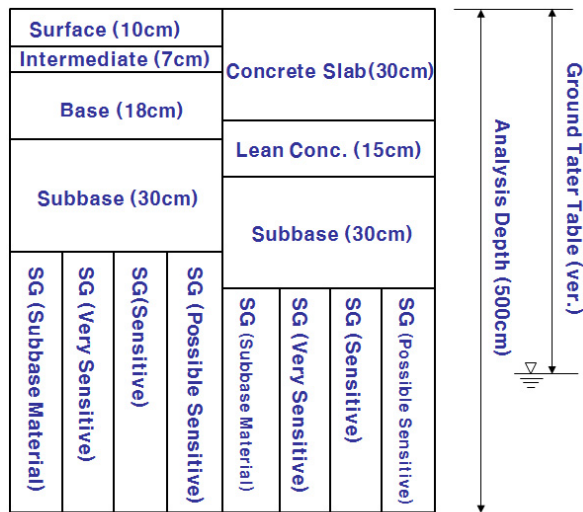 Surface (10cm)
Intermediate (7cm)
Base (18cm)
Subbase (30cm)
SG (Subbase Material)
SG (Very Sensitive)
SG(Sensitive)
SG (Possible Sensitive)
Concrete Slab(30cm)
Lean Conc. (15cm)
Subbase (30cm)
SG (Subbase Material)
SG (Very Sensitive)
SG (Sensitive)
SG (Possible Sensitive)
Analysis Depth (500cm)
Ground Tater Table (ver.)